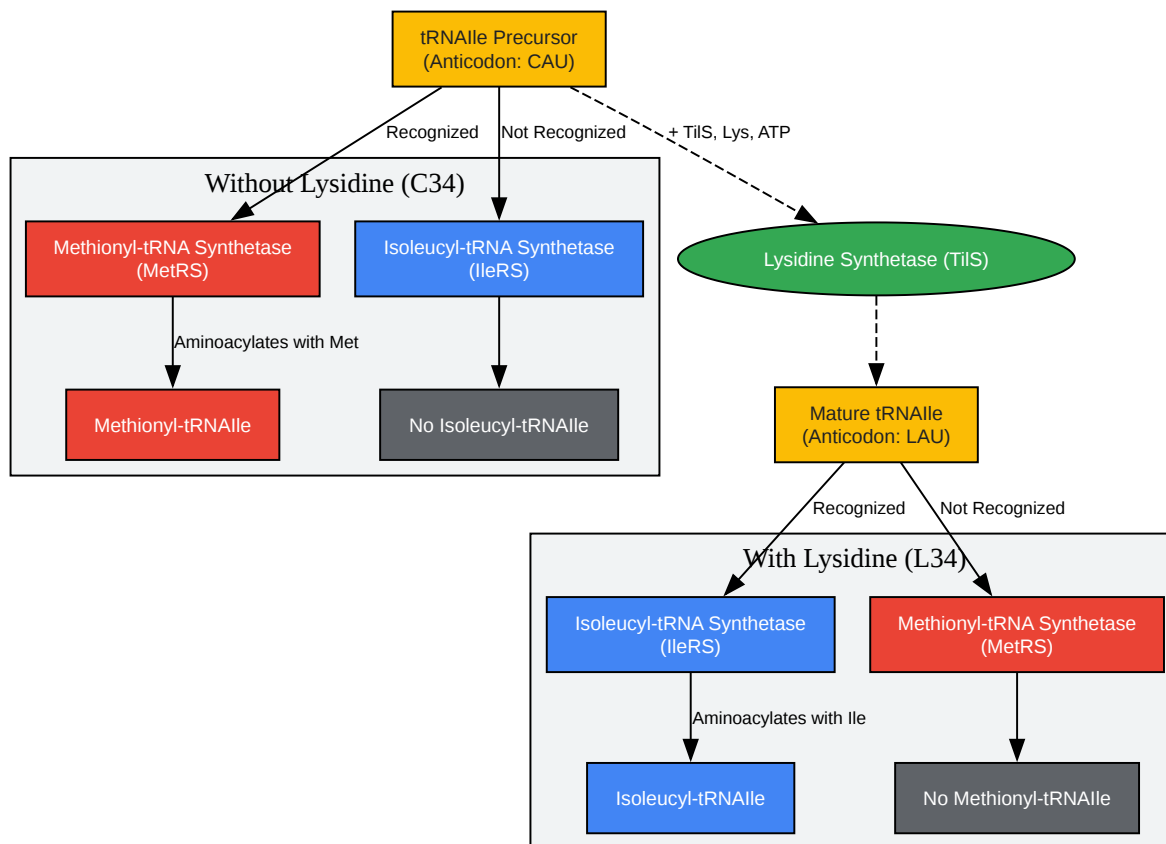 tRNAIle Precursor
(Anticodon: CAU)
Recognized
Not Recognized
+ TilS, Lys, ATP
Without Lysidine (C34)
Methionyl-tRNA Synthetase
(MetRS)
Isoleucyl-tRNA Synthetase
(IleRS)
Lysidine Synthetase (TilS)
Aminoacylates with Met
Methionyl-tRNAIle
No Isoleucyl-tRNAIle
Mature tRNAIle
(Anticodon: LAU)
Recognized
Not Recognized
With Lysidine (L34)
Isoleucyl-tRNA Synthetase
(IleRS)
Methionyl-tRNA Synthetase
(MetRS)
Aminoacylates with Ile
Isoleucyl-tRNAIle
No Methionyl-tRNAIle